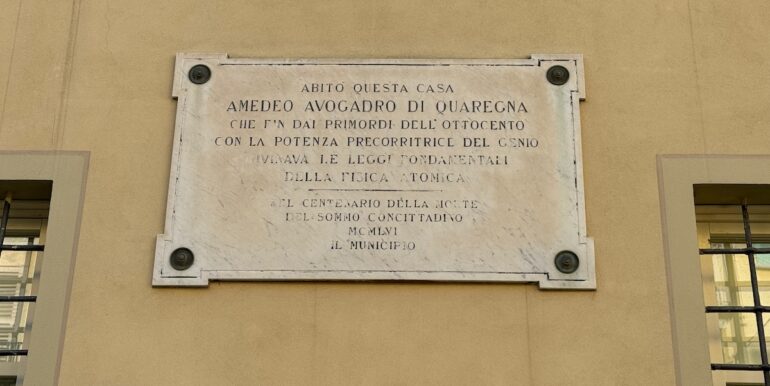 ABITÒ QUESTA CASA
AMEDEO AVOGADRO DI QUAREGNA
CHE FIN DAI PRIMORDI DELL'OTTOCENTO
CON LA POTENZA PRECORRITRICE DEL GENIO
DIVINAVA LE LEGGI FONDAMENTALI
DELLA FISICA ATOMICA
NEL CENTENARIO DELLA MORTE
DEL SOMMO CONCITTADINO
MCMLVI
IL MUNICIPIO